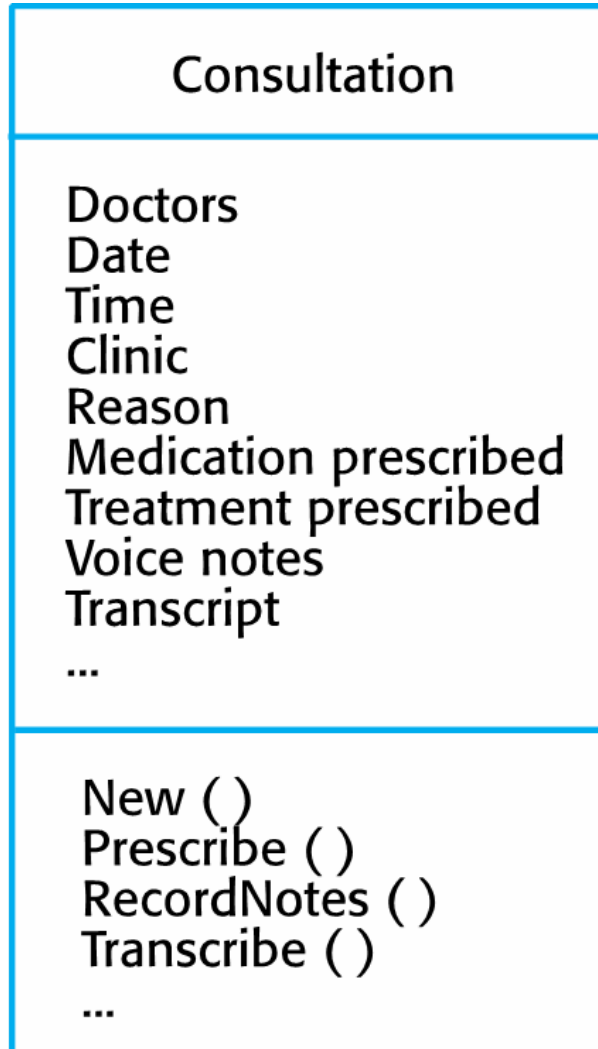 Consultation
Doctors
Date
Time
Clinic
Reason
Medication prescribed
Treatment prescribed
Voice notes
Transcript
...
New ( )
Prescribe ( )
RecordNotes ( )
Transcribe ( )
...